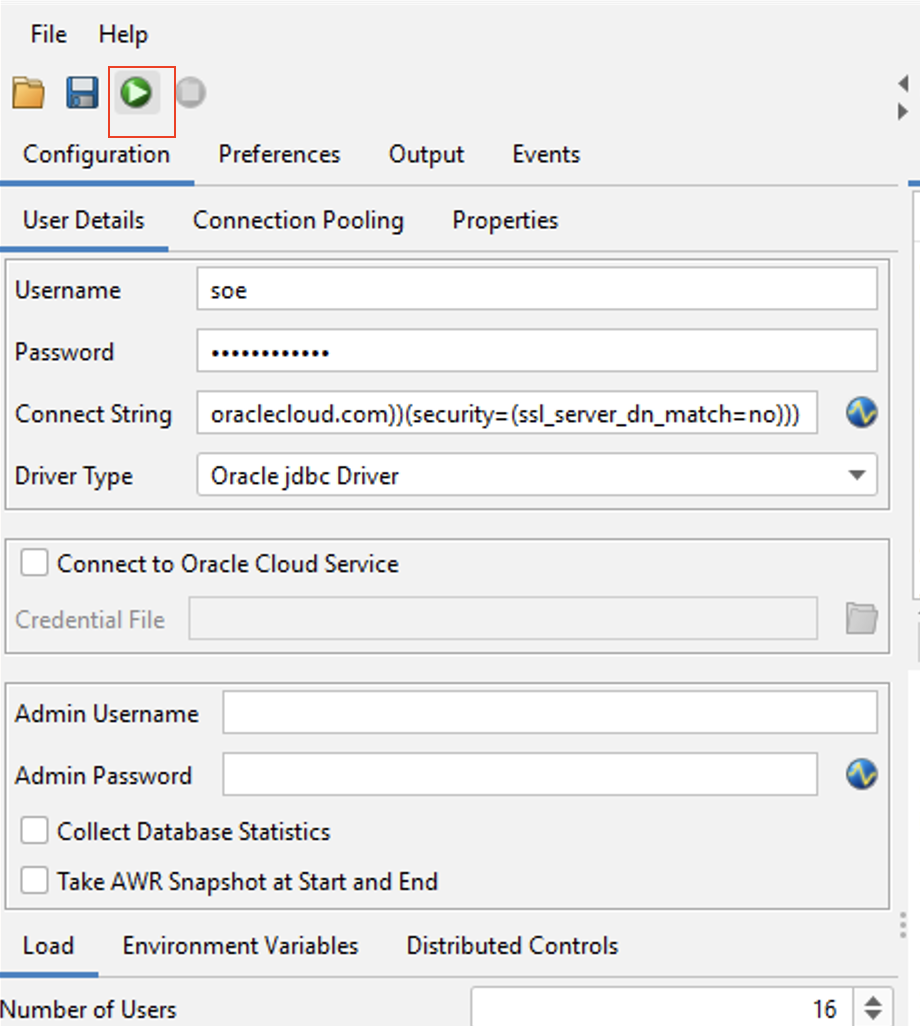 File Help
Configuration Preferences Output Events
User Details Connection Pooling Properties
Username soe
Password ••••••••••••
Connect String oraclecloud.com))(security=(ssl_server_dn_match=no)))
Driver Type Oracle jdbc Driver
Connect to Oracle Cloud Service
Credential File
Admin Username
Admin Password
Collect Database Statistics
Take AWR Snapshot at Start and End
Load Environment Variables Distributed Controls
Number of Users 16